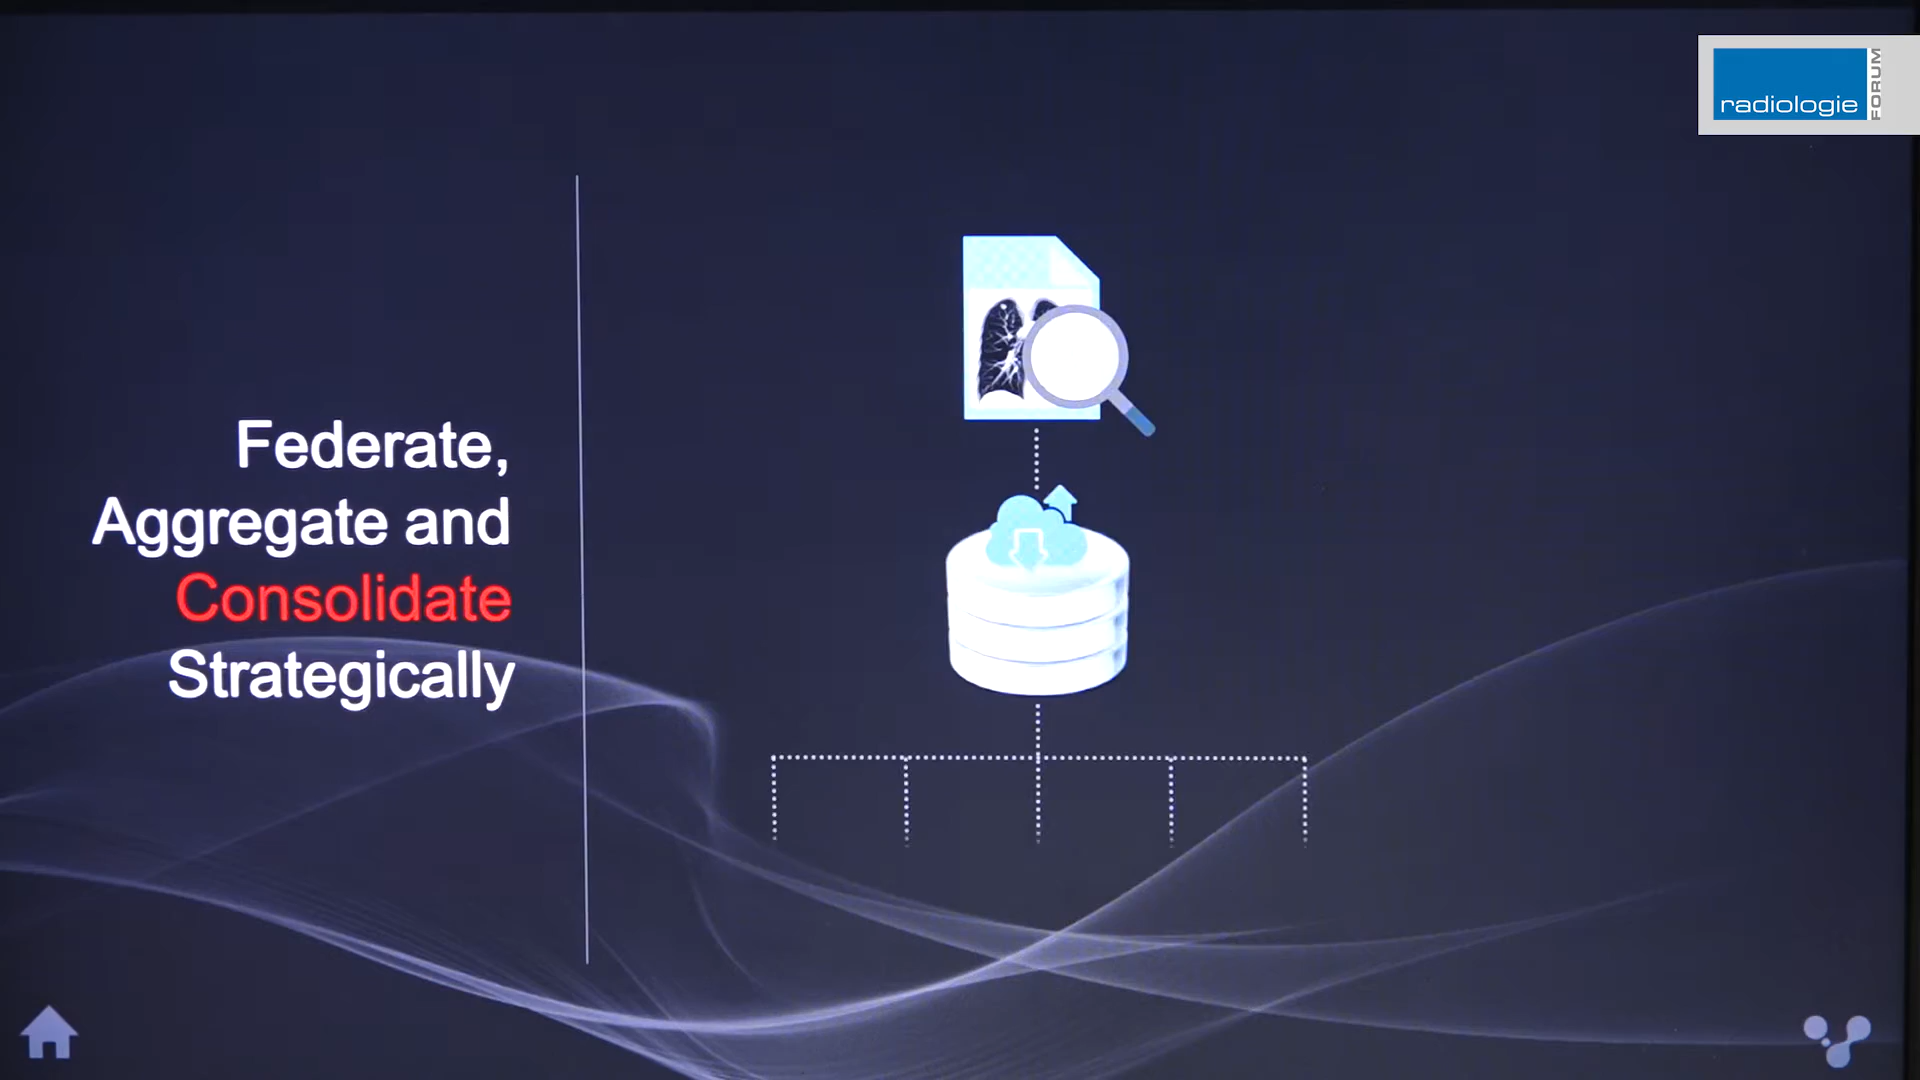 radiologie
FORUM
Federate,
Aggregate and
Consolidate
Strategically